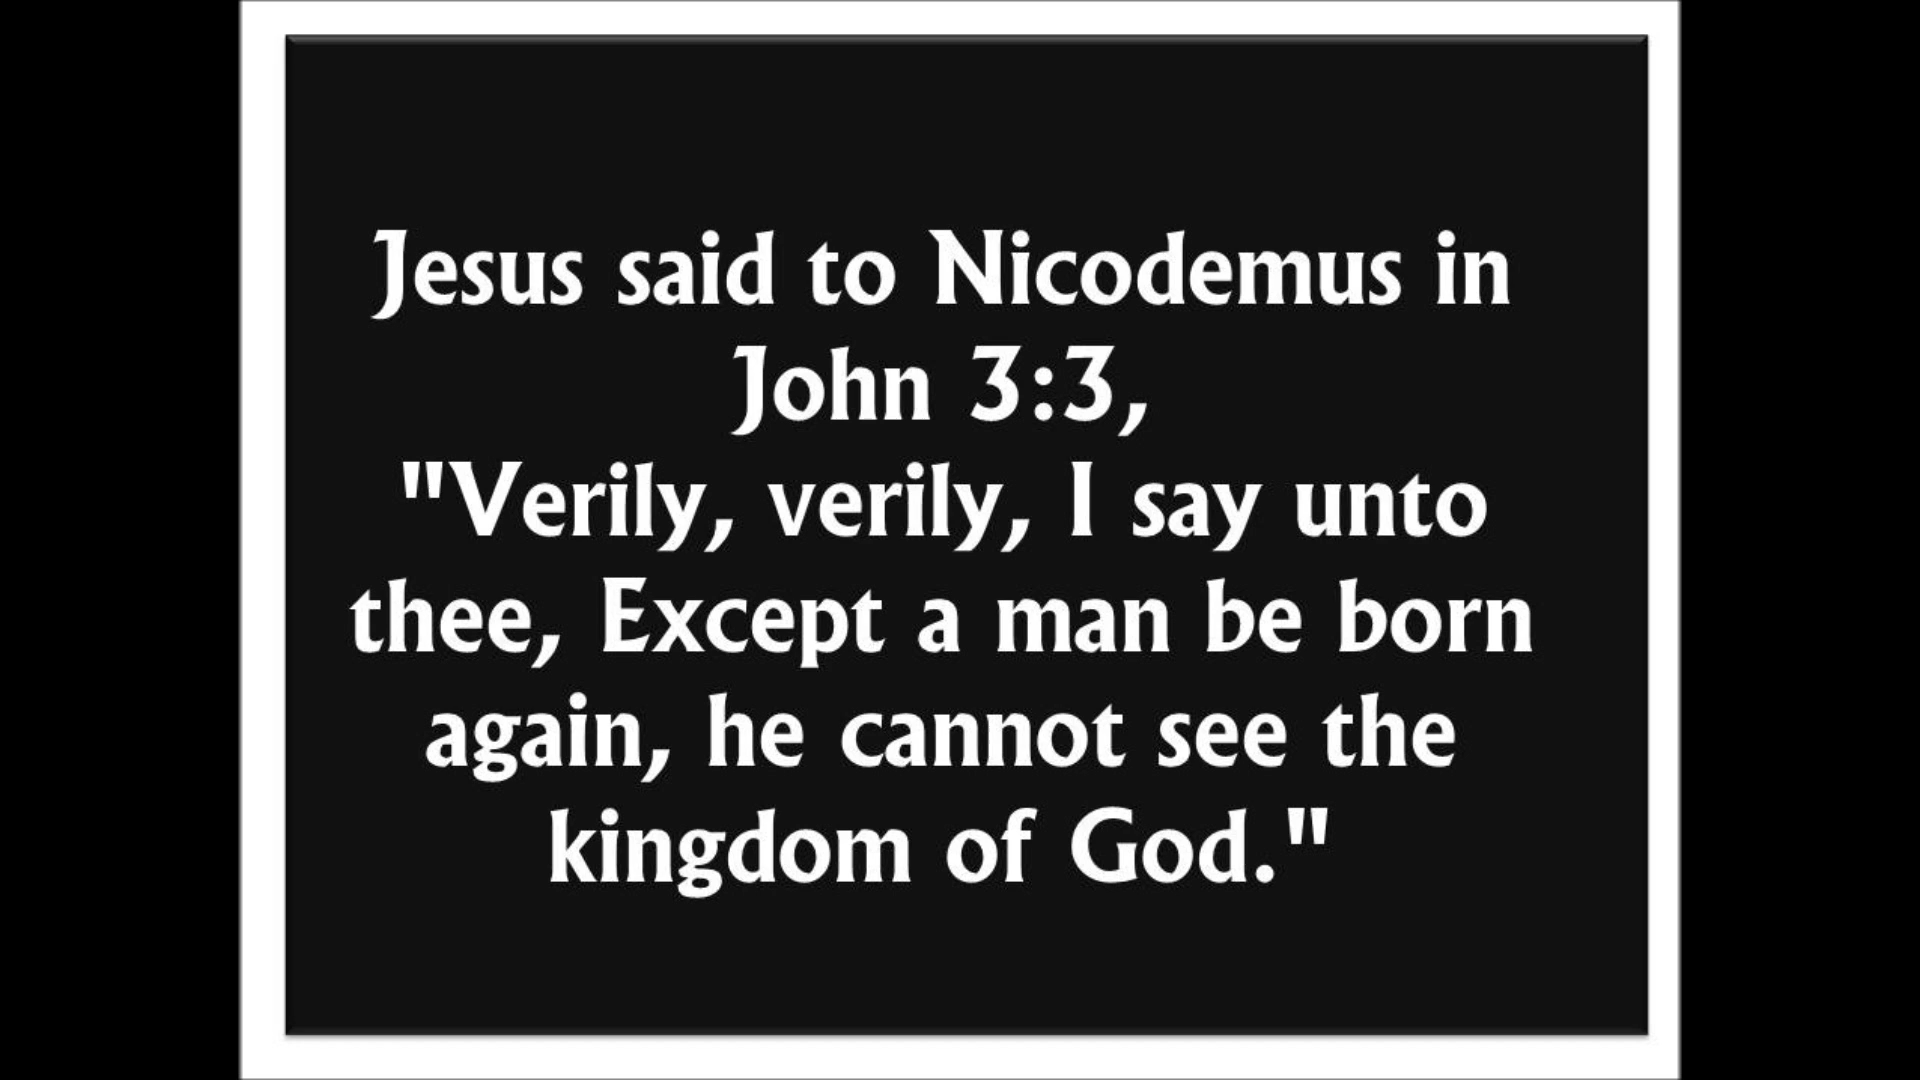 Jesus said to Nicodemus in
John 3:3,
"Verily, verily, I say unto
thee, Except a man be born
again, he cannot see the
kingdom of God."